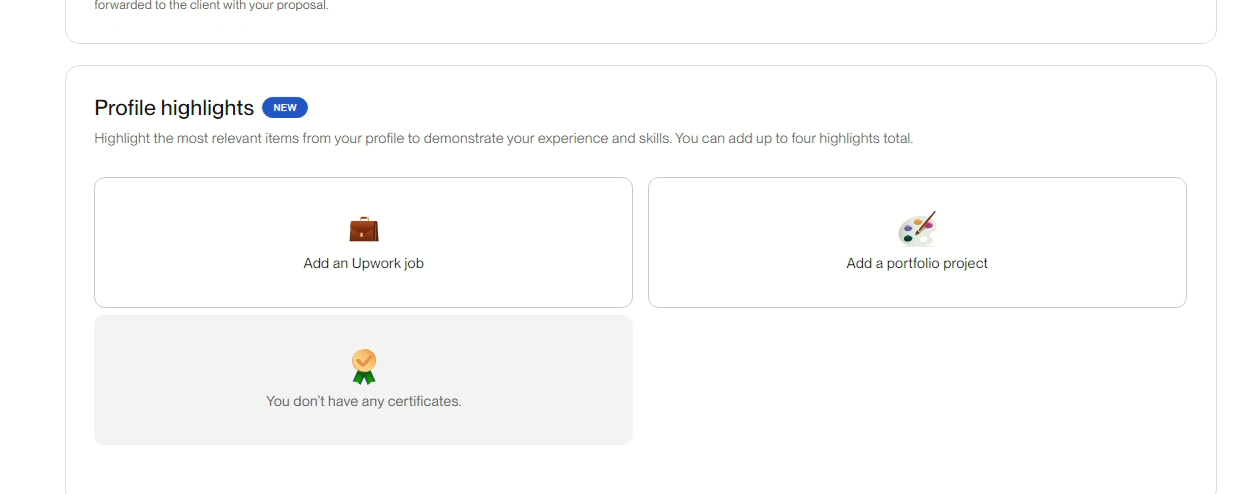 forwarded to the client with your proposal.
Profile highlights NEW
Highlight the most relevant items from your profile to demonstrate your experience and skills. You can add up to four highlights total.
Add an Upwork job
Add a portfolio project
You don't have any certificates.